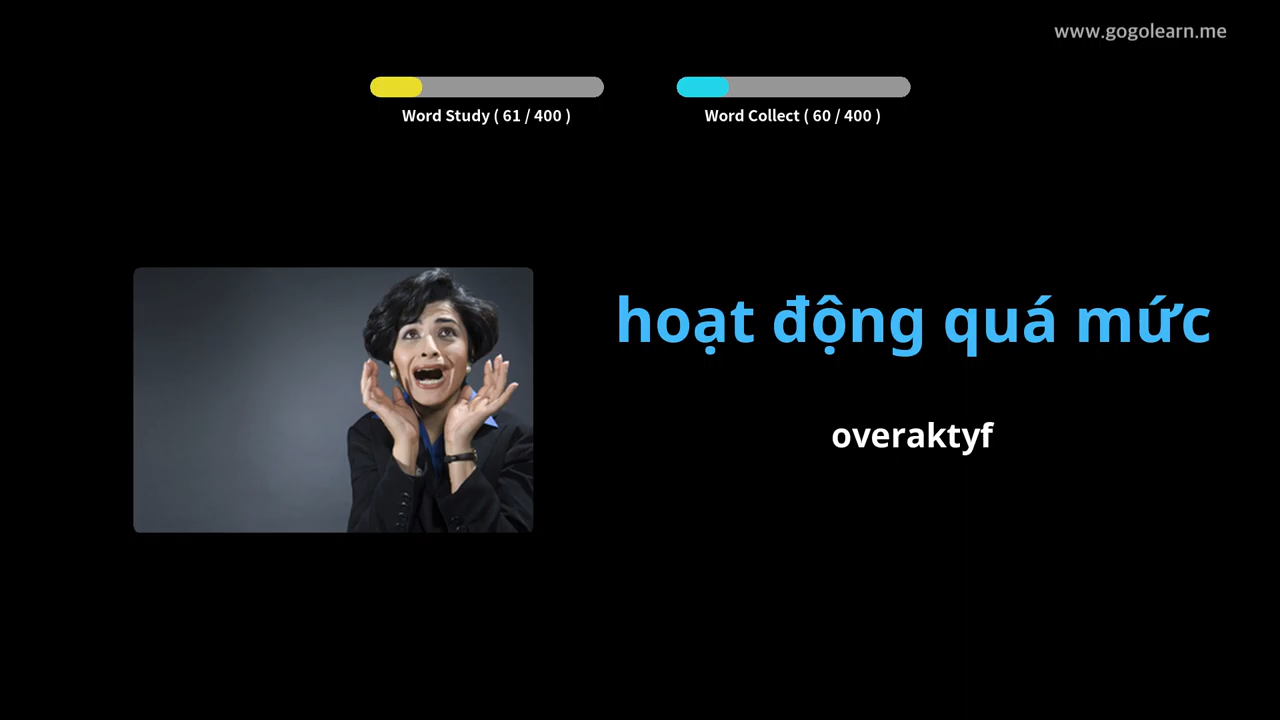 www.gogolearn.me
Word Study ( 61 / 400 )
Word Collect ( 60 / 400 )
hoạt động quá mức
overaktyf